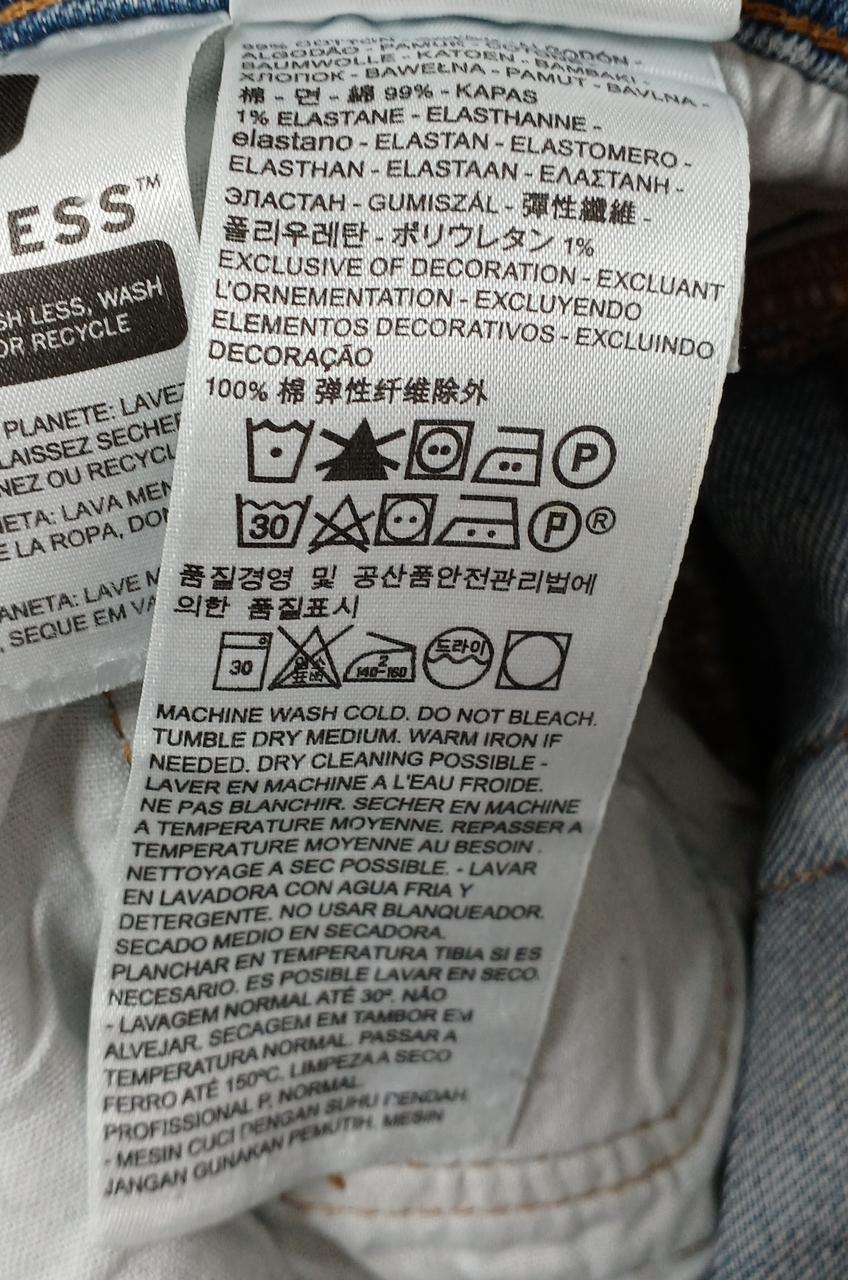 ESS™
SH LESS, WASH
OR RECYCLE
PLANETE: LAVEZ
LAISSEZ SECHER
NEZ OU RECYCL
ETA: LAVA MEN
E LA ROPA, DON
ANETA: LAVE M
, SEQUE EM VA
99% COTTON - ALGODÓN -
ALGODÃO - PAMUK -
BAUMWOLLE - KATOEN - BAMBAKI -
ХЛОПОК - BAWEŁNA - PAMUT - BAVLNA -
棉 - 면 - 綿 99% - KAPAS
1% ELASTANE - ELASTHANNE -
elastano - ELASTAN - ELASTOMERO -
ELASTHAN - ELASTAAN - ΕΛΑΣΤΑΝΗ -
ЭЛАСТАН - GUMISZÁL - 彈性纖維 -
폴리우레탄 - ポリウレタン 1%
EXCLUSIVE OF DECORATION - EXCLUANT
L'ORNEMENTATION - EXCLUYENDO
ELEMENTOS DECORATIVOS - EXCLUINDO
DECORAÇÃO
100% 棉 弹性纤维除外
P
30 P ®
품질경영 및 공산품안전관리법에
의한 품질표시
30 2 140-160 드라이
MACHINE WASH COLD. DO NOT BLEACH.
TUMBLE DRY MEDIUM. WARM IRON IF
NEEDED. DRY CLEANING POSSIBLE -
LAVER EN MACHINE A L'EAU FROIDE.
NE PAS BLANCHIR. SECHER EN MACHINE
A TEMPERATURE MOYENNE. REPASSER A
TEMPERATURE MOYENNE AU BESOIN .
NETTOYAGE A SEC POSSIBLE. - LAVAR
EN LAVADORA CON AGUA FRIA Y
DETERGENTE. NO USAR BLANQUEADOR.
SECADO MEDIO EN SECADORA.
PLANCHAR EN TEMPERATURA TIBIA SI ES
NECESARIO. ES POSIBLE LAVAR EN SECO.
- LAVAGEM NORMAL ATÉ 30º. NÃO
ALVEJAR. SECAGEM EM TAMBOR EM
TEMPERATURA NORMAL. PASSAR A
FERRO ATÉ 150ºC. LIMPEZA A SECO
PROFISSIONAL P, NORMAL
- MESIN CUCI DENGAN SUHU RENDAH.
JANGAN GUNAKAN PEMUTIH. MESIN